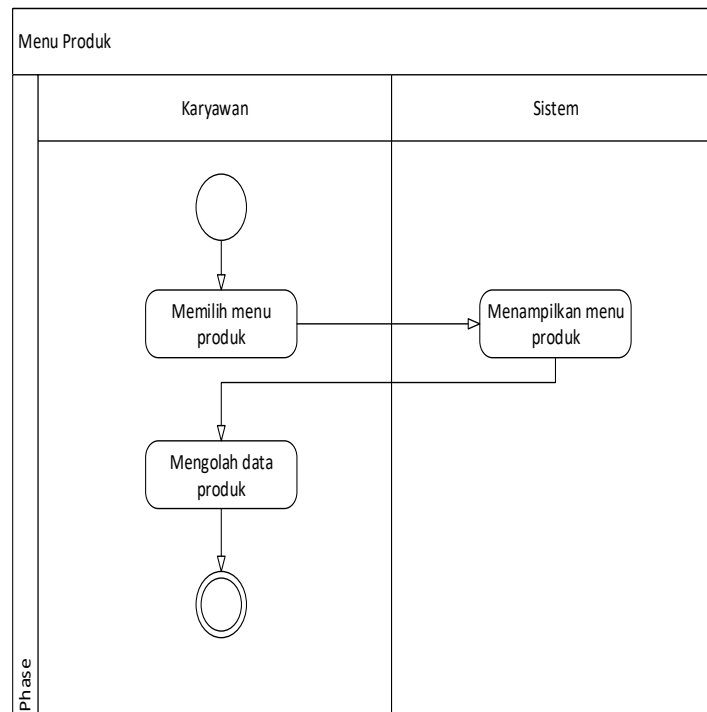 Menu Produk
Karyawan
Sistem
Memilih menu
produk
Menampilkan menu
produk
Mengolah data
produk
Phase